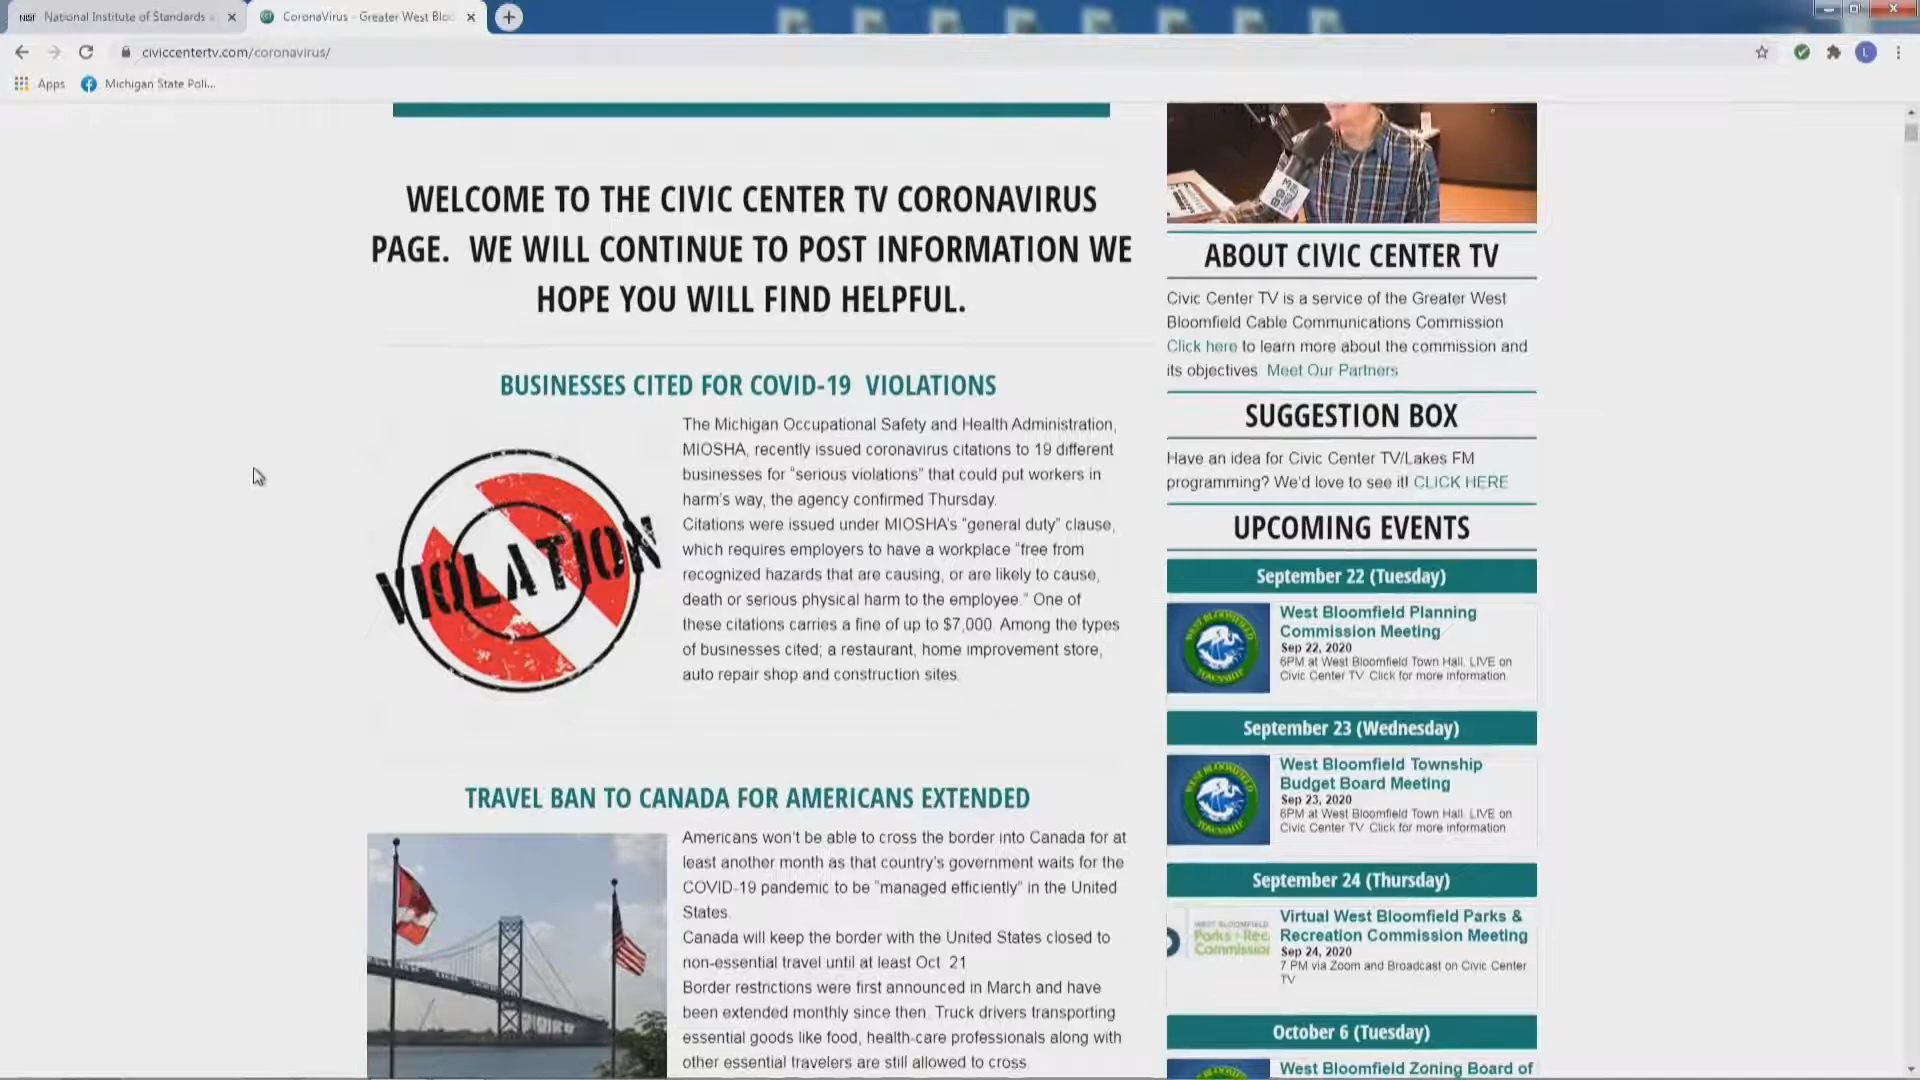 NIST National Institute of Standards a
CoronaVirus - Greater West Bloo
civiccentertv.com/coronavirus/
L
Apps
Michigan State Poli...
WELCOME TO THE CIVIC CENTER TV CORONAVIRUS
PAGE. WE WILL CONTINUE TO POST INFORMATION WE
HOPE YOU WILL FIND HELPFUL.
BUSINESSES CITED FOR COVID-19 VIOLATIONS
VIOLATION
The Michigan Occupational Safety and Health Administration,
MIOSHA, recently issued coronavirus citations to 19 different
businesses for “serious violations” that could put workers in
harm’s way, the agency confirmed Thursday.
Citations were issued under MIOSHA’s “general duty” clause,
which requires employers to have a workplace “free from
recognized hazards that are causing, or are likely to cause,
death or serious physical harm to the employee.” One of
these citations carries a fine of up to $7,000. Among the types
of businesses cited; a restaurant, home improvement store,
auto repair shop and construction sites.
TRAVEL BAN TO CANADA FOR AMERICANS EXTENDED
Americans won’t be able to cross the border into Canada for at
least another month as that country’s government waits for the
COVID-19 pandemic to be “managed efficiently” in the United
States.
Canada will keep the border with the United States closed to
non-essential travel until at least Oct. 21
Border restrictions were first announced in March and have
been extended monthly since then. Truck drivers transporting
essential goods like food, health-care professionals along with
other essential travelers are still allowed to cross.
ABOUT CIVIC CENTER TV
Civic Center TV is a service of the Greater West
Bloomfield Cable Communications Commission
Click here to learn more about the commission and
its objectives Meet Our Partners
SUGGESTION BOX
Have an idea for Civic Center TV/Lakes FM
programming? We’d love to see it! CLICK HERE
UPCOMING EVENTS
September 22 (Tuesday)
WEST BLOOMFIELD
TOWNSHIP
West Bloomfield Planning
Commission Meeting
Sep 22, 2020
6PM at West Bloomfield Town Hall. LIVE on
Civic Center TV. Click for more information.
September 23 (Wednesday)
WEST BLOOMFIELD
TOWNSHIP
West Bloomfield Township
Budget Board Meeting
Sep 23, 2020
6PM at West Bloomfield Town Hall. LIVE on
Civic Center TV. Click for more information.
September 24 (Thursday)
WEST BLOOMFIELD
Parks + Rec
Commission
Virtual West Bloomfield Parks &
Recreation Commission Meeting
Sep 24, 2020
7 PM via Zoom and Broadcast on Civic Center
TV
October 6 (Tuesday)
West Bloomfield Zoning Board of